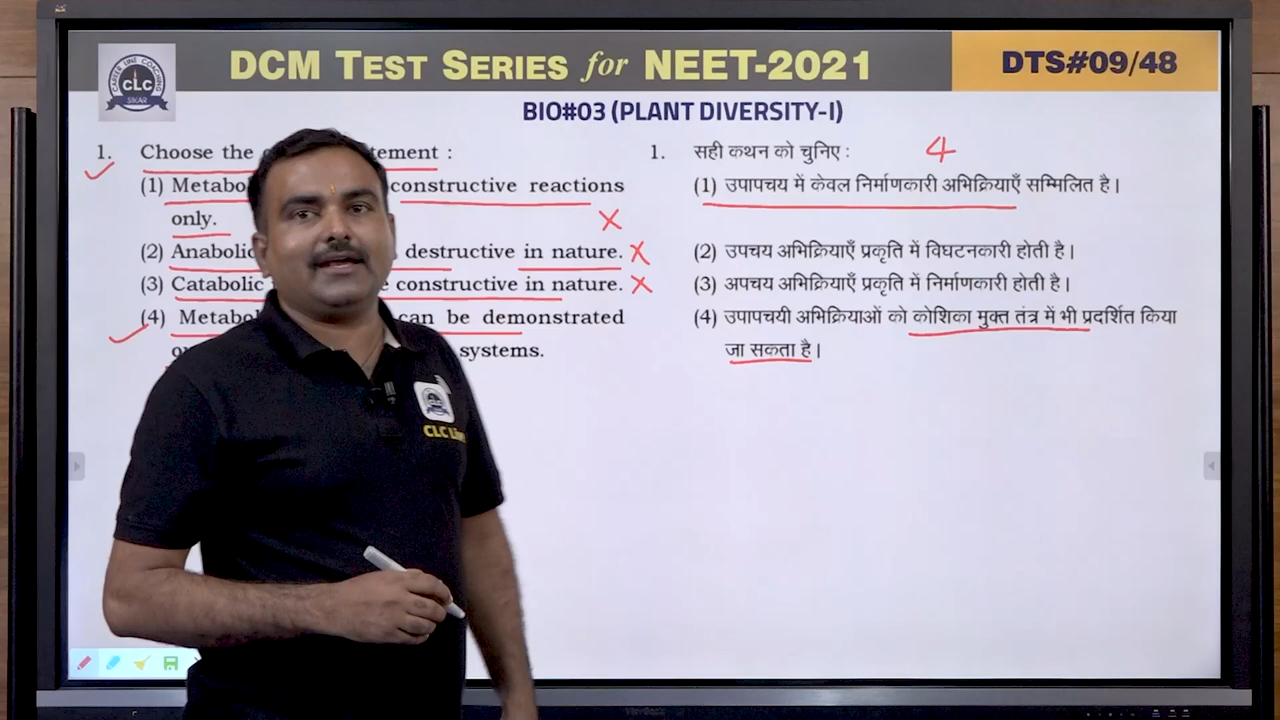 DCM TEST SERIES for NEET-2021
DTS#09/48
CAREER LINE COACHING
CLC
SIKAR
BIO#03 (PLANT DIVERSITY-I)
1. Choose the tement :
(1) Metabo constructive reactions
only. ×
(2) Anabolic destructive in nature. ×
(3) Catabolic constructive in nature. ×
(4) Metabo can be demonstrated
systems.
1. सही कथन को चुनिए : 4
(1) उपापचय में केवल निर्माणकारी अभिक्रियाएँ सम्मिलित है।
(2) उपचय अभिक्रियाएँ प्रकृति में विघटनकारी होती है।
(3) अपचय अभिक्रियाएँ प्रकृति में निर्माणकारी होती है।
(4) उपापचयी अभिक्रियाओं को कोशिका मुक्त तंत्र में भी प्रदर्शित किया
जा सकता है।
CLC